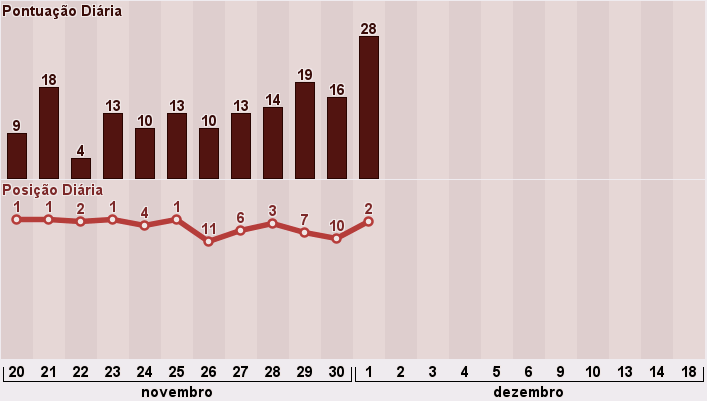 Pontuação Diária
9 18 4 13 10 13 10 13 14 19 16 28
Posição Diária
1 1 2 1 4 1 11 6 3 7 10 2
20 21 22 23 24 25 26 27 28 29 30 1 2 3 4 5 6 9 10 13 14 18
novembro dezembro